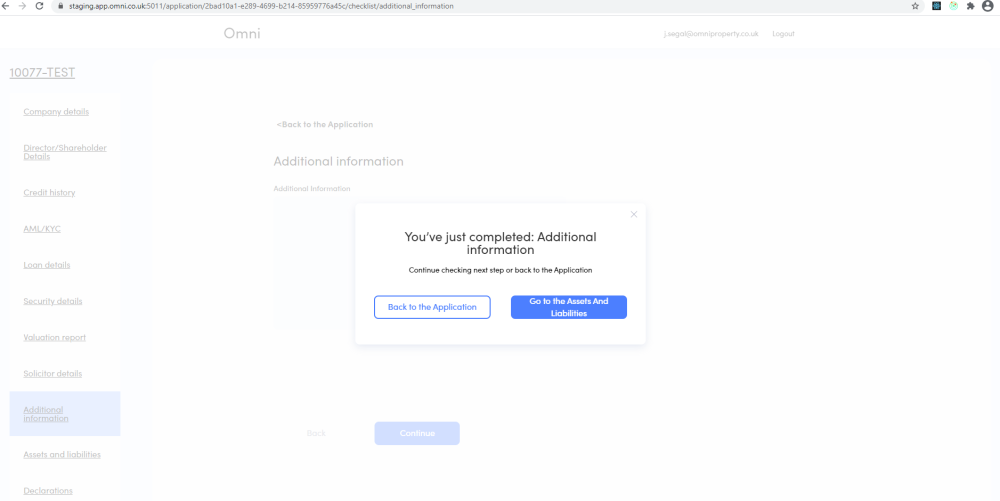 staging.app.omni.co.uk:5011/application/2bad10a1-e289-4699-b214-85959776a45c/checklist/additional_information
Omni
j.segal@omniproperty.co.uk Logout
10077-TEST
Company details
Director/Shareholder
Details
Credit history
AML/KYC
Loan details
Security details
Valuation report
Solicitor details
Additional
information
Assets and liabilities
Declarations
<Back to the Application
Additional information
Additional Information
You've just completed: Additional
information
Continue checking next step or back to the Application
Back to the Application
Go to the Assets And
Liabilities
Back
Continue